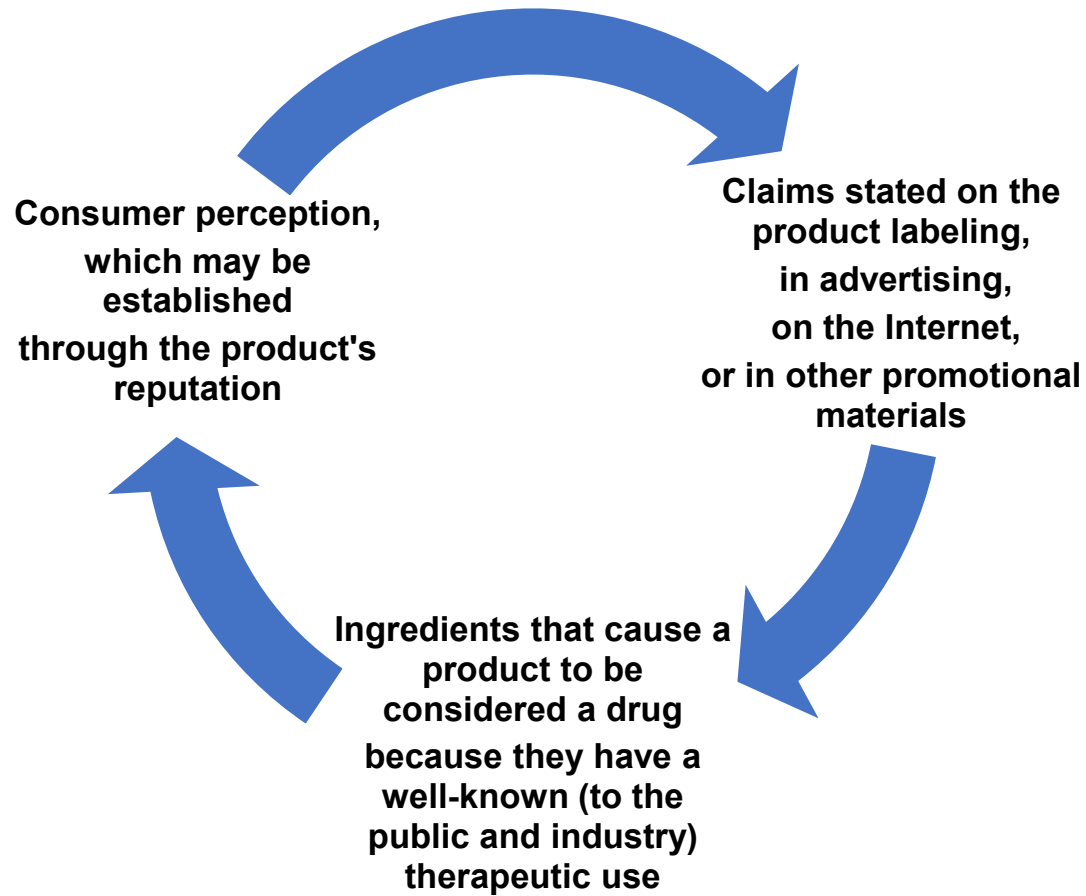 Claims stated on the
product labeling,
in advertising,
on the Internet,
or in other promotional
materials
Ingredients that cause a
product to be
considered a drug
because they have a
well-known (to the
public and industry)
therapeutic use
Consumer perception,
which may be
established
through the product's
reputation